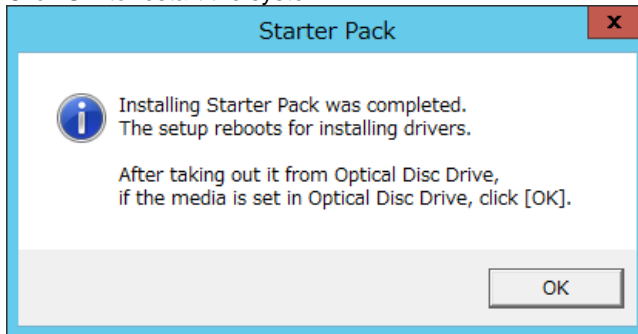 Starter Pack
x
Installing Starter Pack was completed.
The setup reboots for installing drivers.
After taking out it from Optical Disc Drive,
if the media is set in Optical Disc Drive, click [OK].
OK